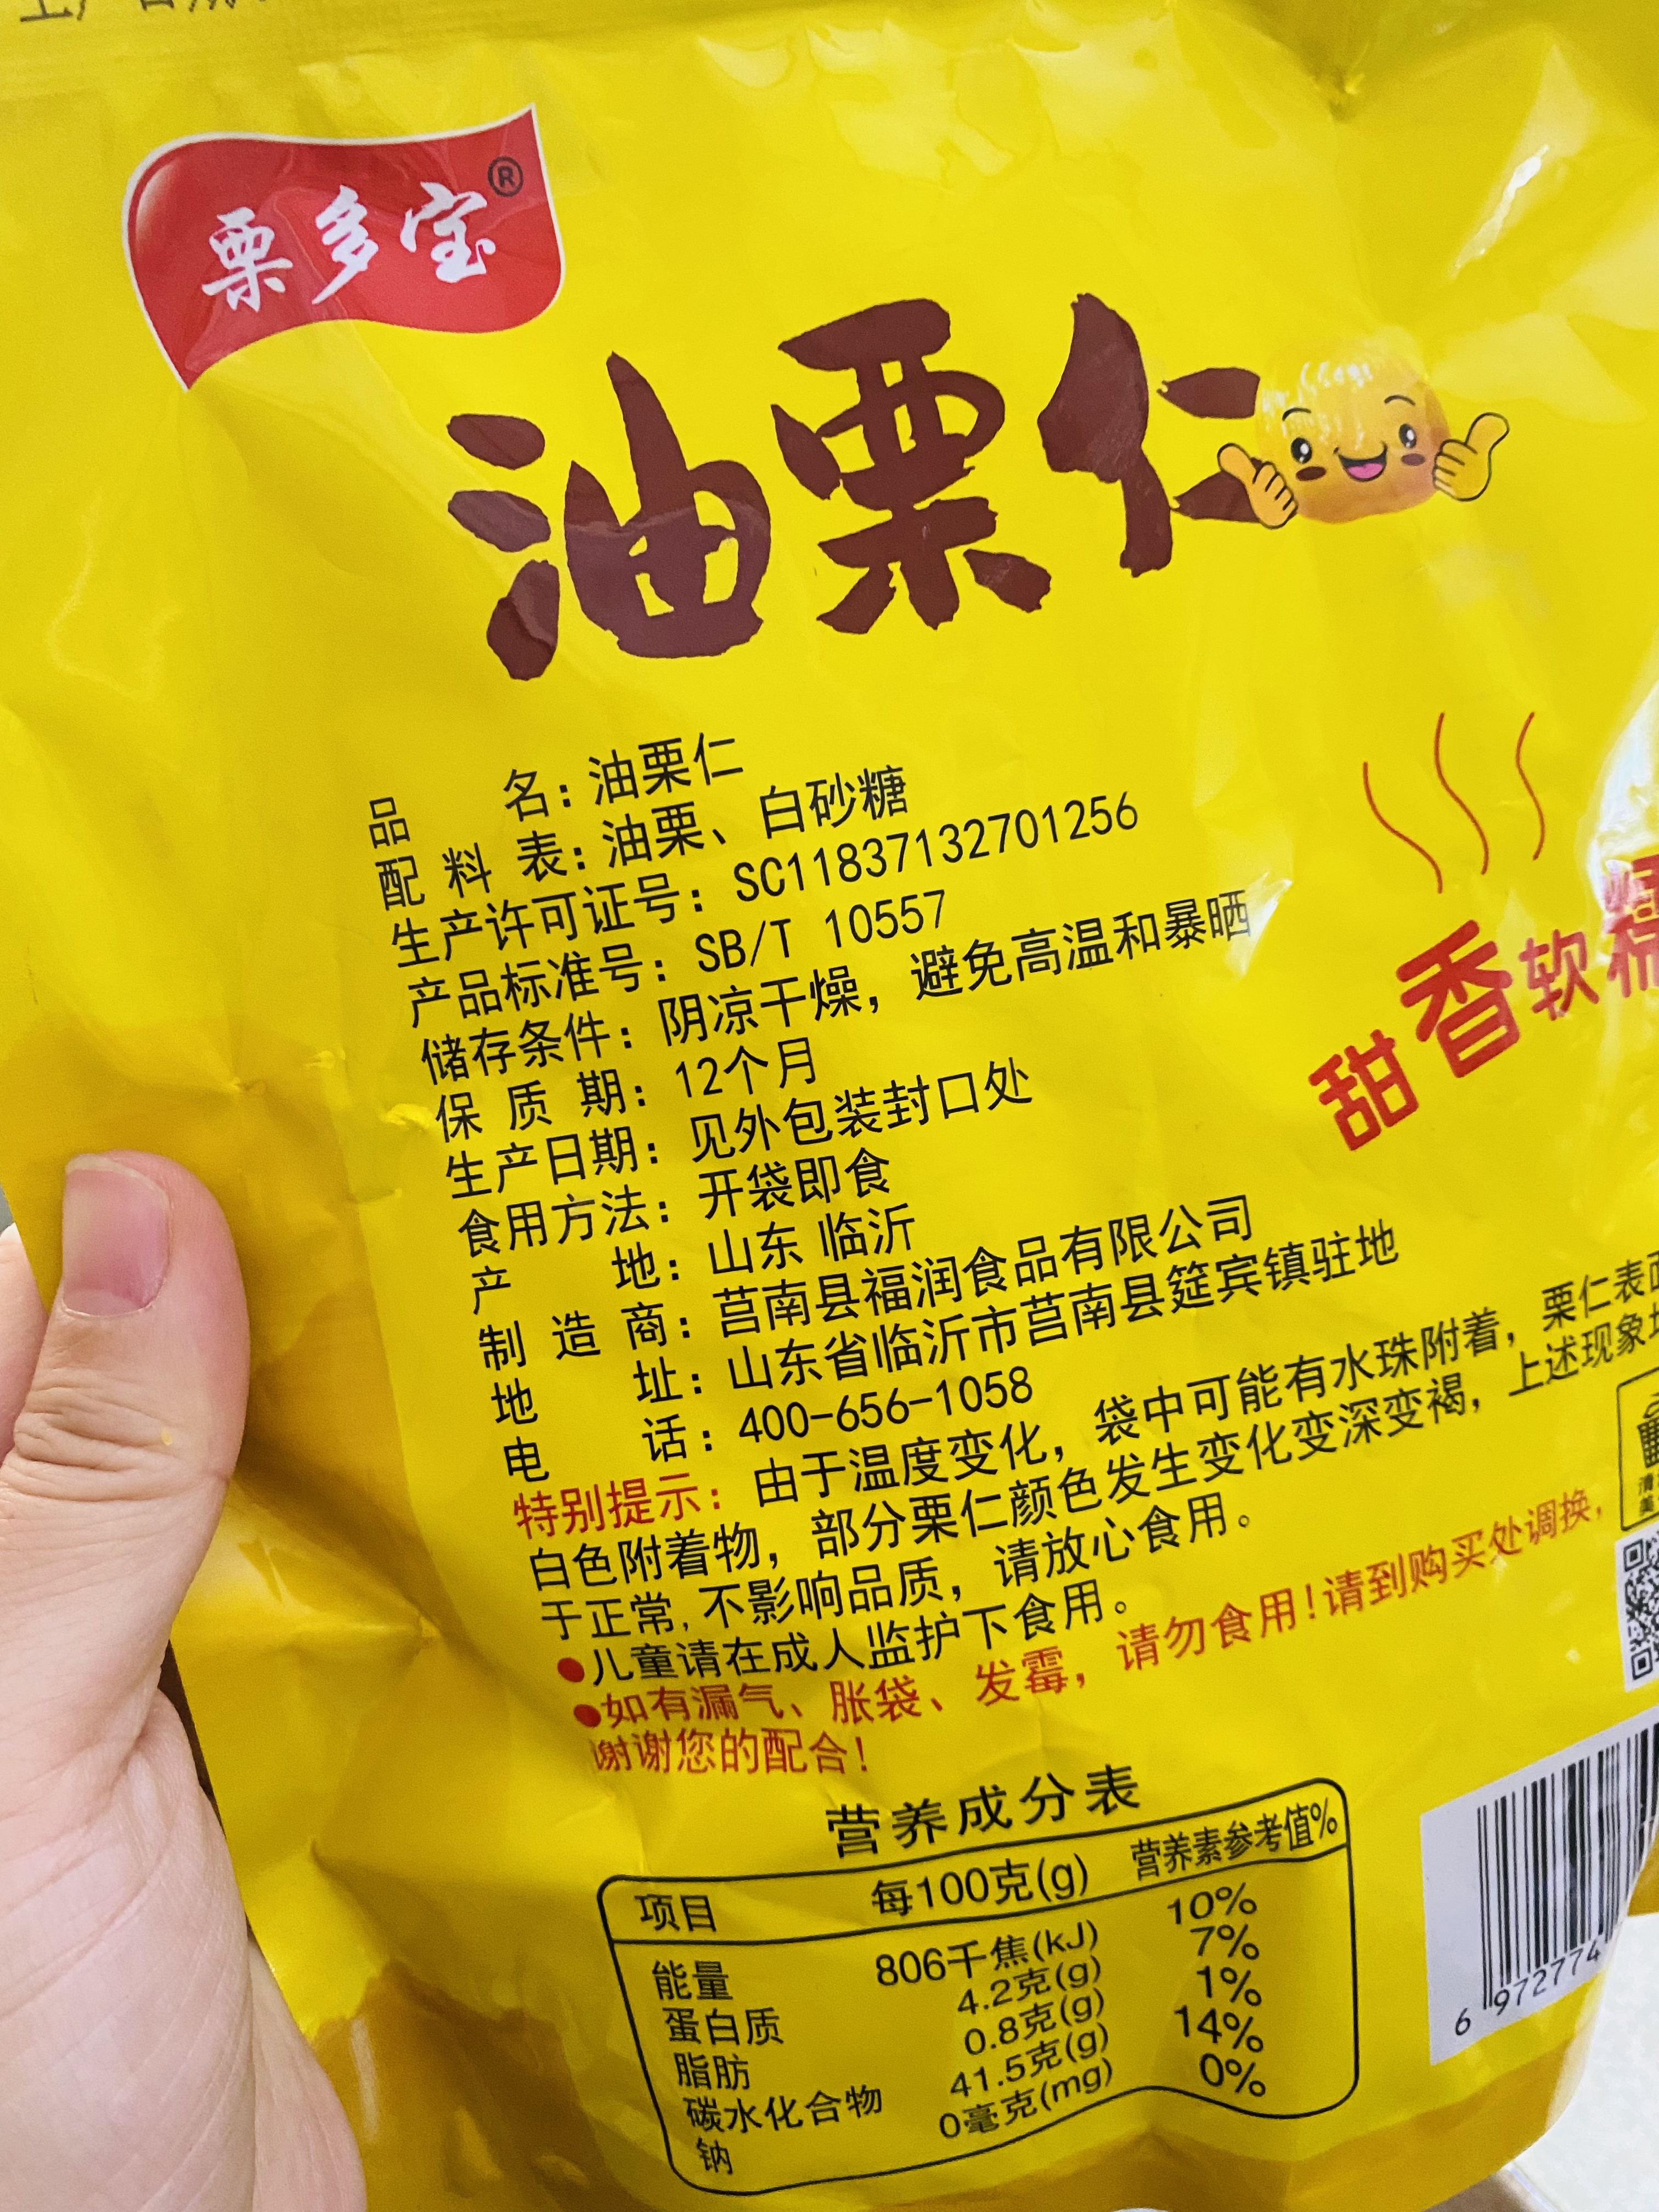 栗多宝®
油栗仁
品 名：油栗仁
配 料 表：油栗、白砂糖
生产许可证号：SC11837132701256
产品标准号：SB/T 10557
储存条件：阴凉干燥，避免高温和暴晒
保 质 期：12个月
生产日期：见外包装封口处
食用方法：开袋即食
产 地：山东 临沂
制 造 商：莒南县福润食品有限公司
地 址：山东省临沂市莒南县筵宾镇驻地
电 话：400-656-1058
特别提示：由于温度变化，袋中可能有水珠附着，栗仁表面
白色附着物，部分栗仁颜色发生变化变深变褐，上述现象
于正常，不影响品质，请放心食用。
●儿童请在成人监护下食用。
●如有漏气、胀袋、发霉，请勿食用！请到购买处调换，
谢谢您的配合！
甜香软糯
营养成分表
项目 每100克(g) 营养素参考值%
能量 806千焦(kJ) 10%
蛋白质 4.2克(g) 7%
脂肪 0.8克(g) 1%
碳水化合物 41.5克(g) 14%
钠 0毫克(mg) 0%
6 972774